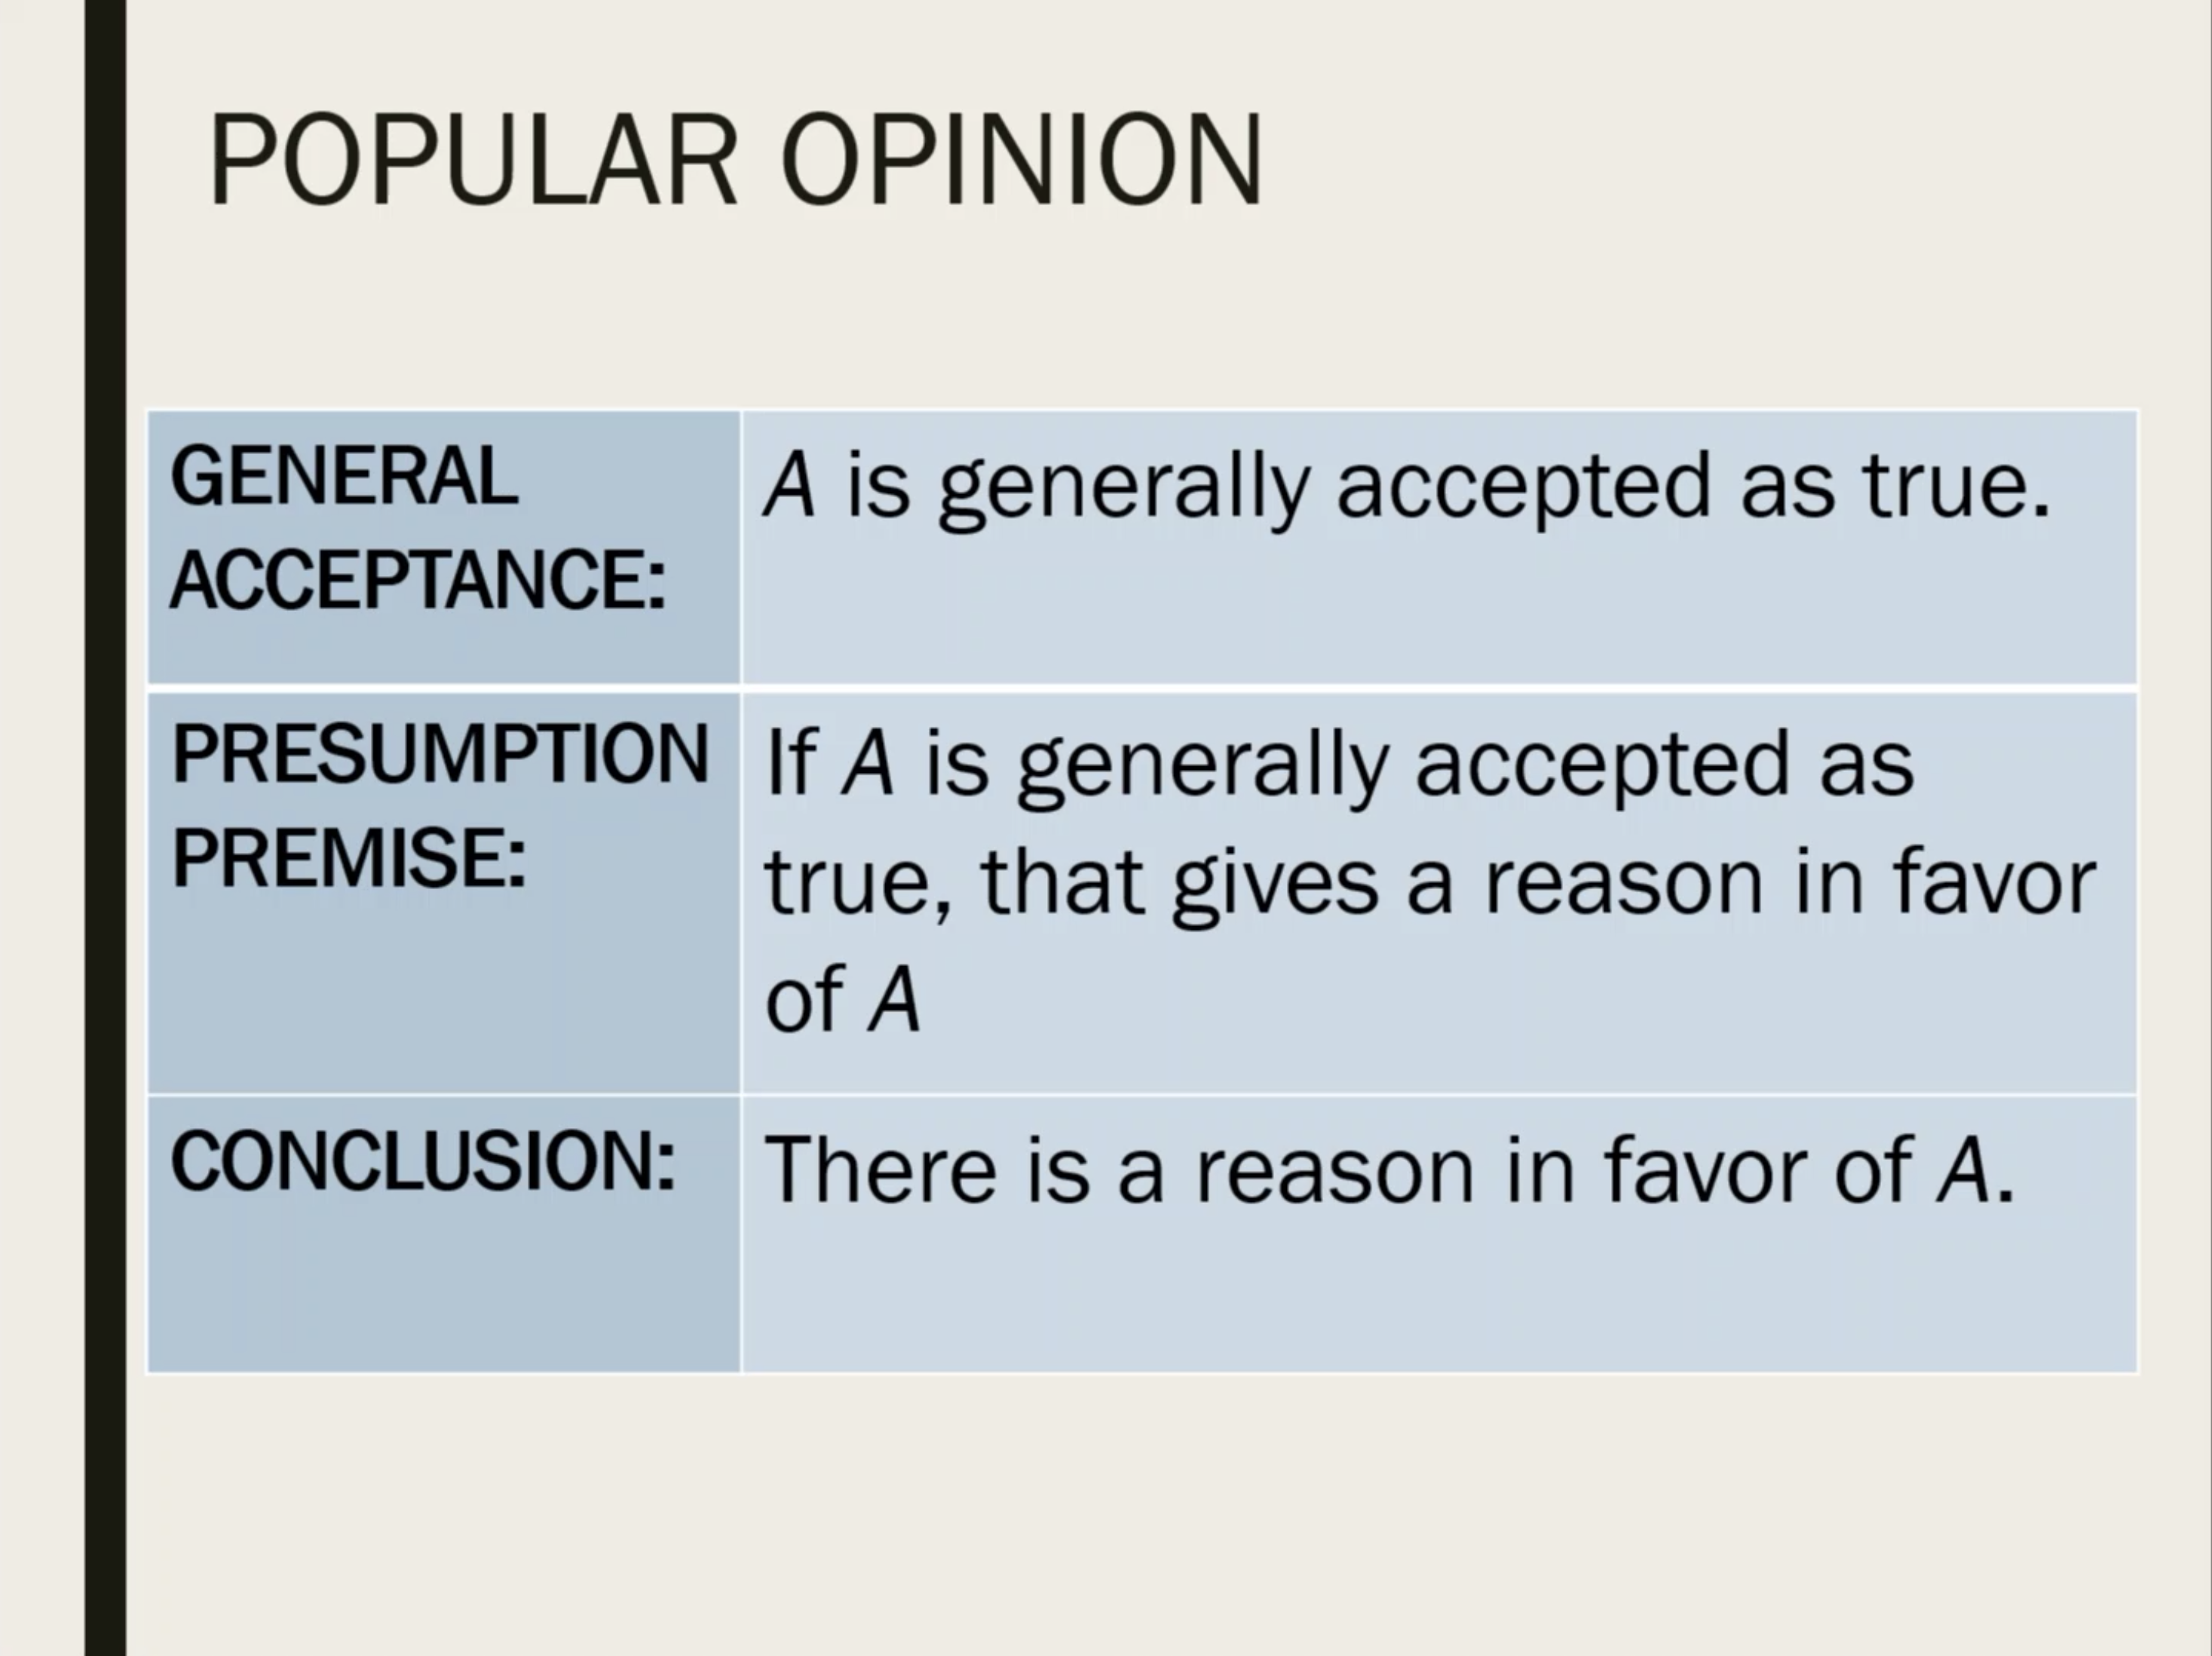 POPULAR OPINION
GENERAL
ACCEPTANCE:
A is generally accepted as true.
PRESUMPTION
PREMISE:
If A is generally accepted as
true, that gives a reason in favor
of A
CONCLUSION:
There is a reason in favor of A.